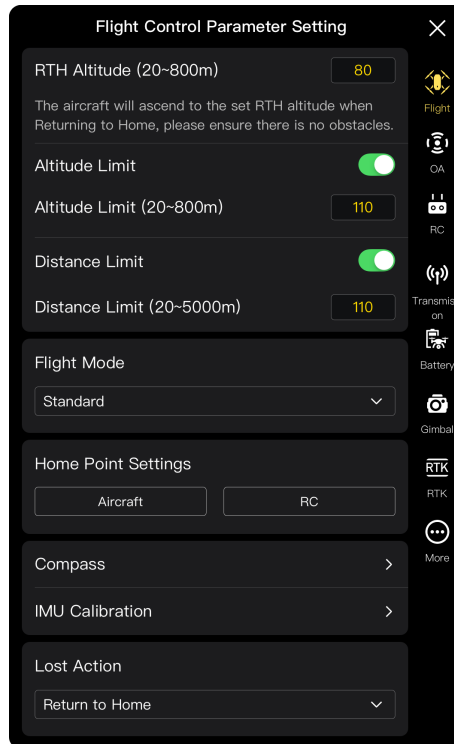 Flight Control Parameter Setting
RTH Altitude (20~800m)
80
The aircraft will ascend to the set RTH altitude when
Returning to Home, please ensure there is no obstacles.
Altitude Limit
Altitude Limit (20~800m)
110
Distance Limit
Distance Limit (20~5000m)
110
Flight Mode
Standard
Home Point Settings
Aircraft
RC
Compass
IMU Calibration
Lost Action
Return to Home
Flight
OA
RC
Transmis
on
Battery
Gimbal
RTK
RTK
More